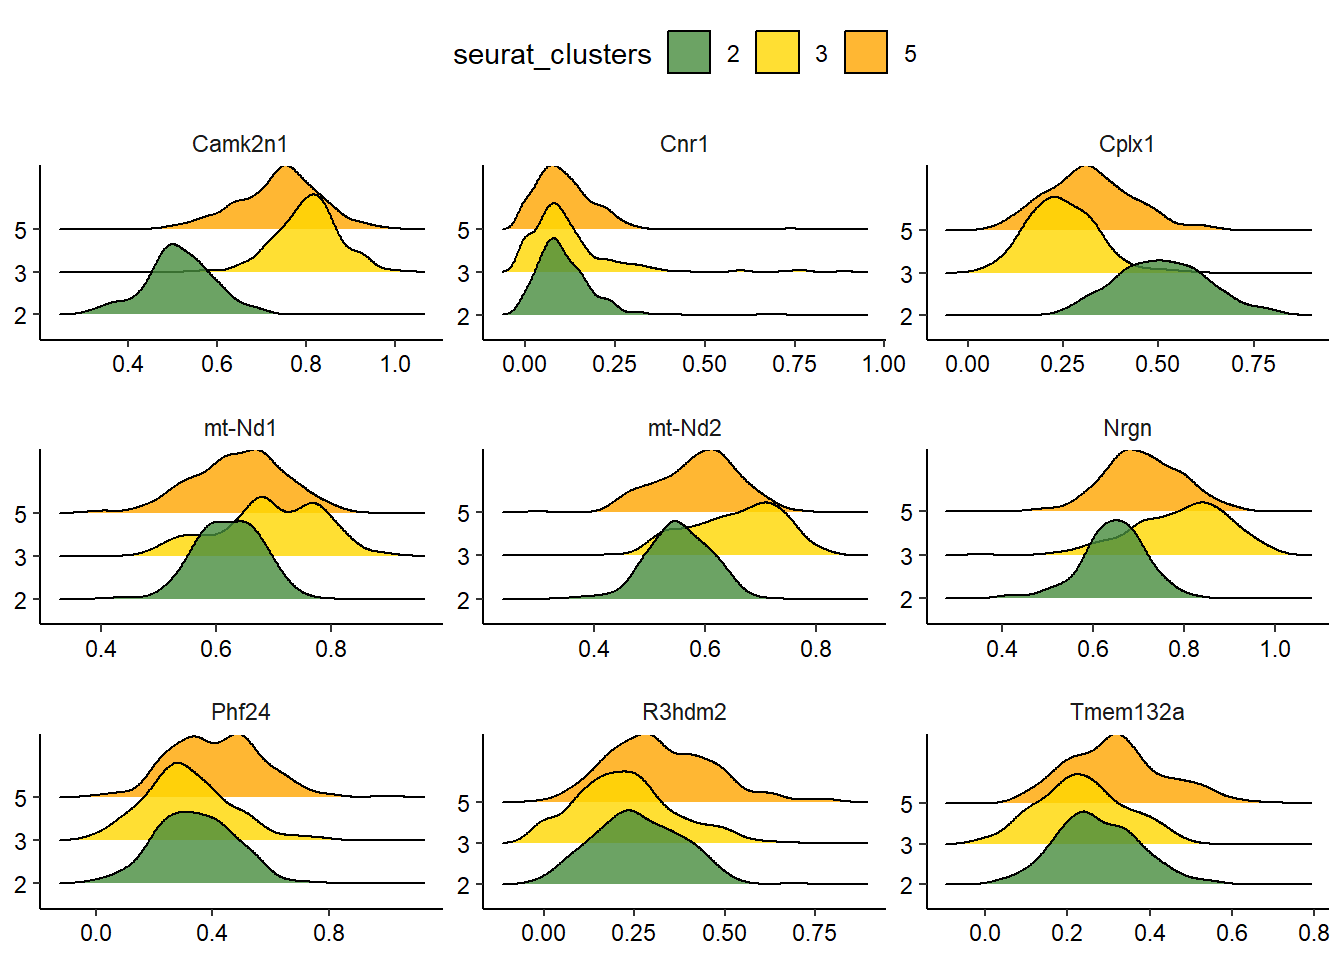 seurat_clusters 2 3 5
Camk2n1 Cnr1 Cplx1
5 5 5
3 3 3
2 2 2
0.4 0.6 0.8 1.0 0.00 0.25 0.50 0.75 1.00 0.00 0.25 0.50 0.75
mt-Nd1 mt-Nd2 Nrgn
5 5 5
3 3 3
2 2 2
0.4 0.6 0.8 0.4 0.6 0.8 0.4 0.6 0.8 1.0
Phf24 R3hdm2 Tmem132a
5 5 5
3 3 3
2 2 2
0.0 0.4 0.8 0.00 0.25 0.50 0.75 0.0 0.2 0.4 0.6 0.8